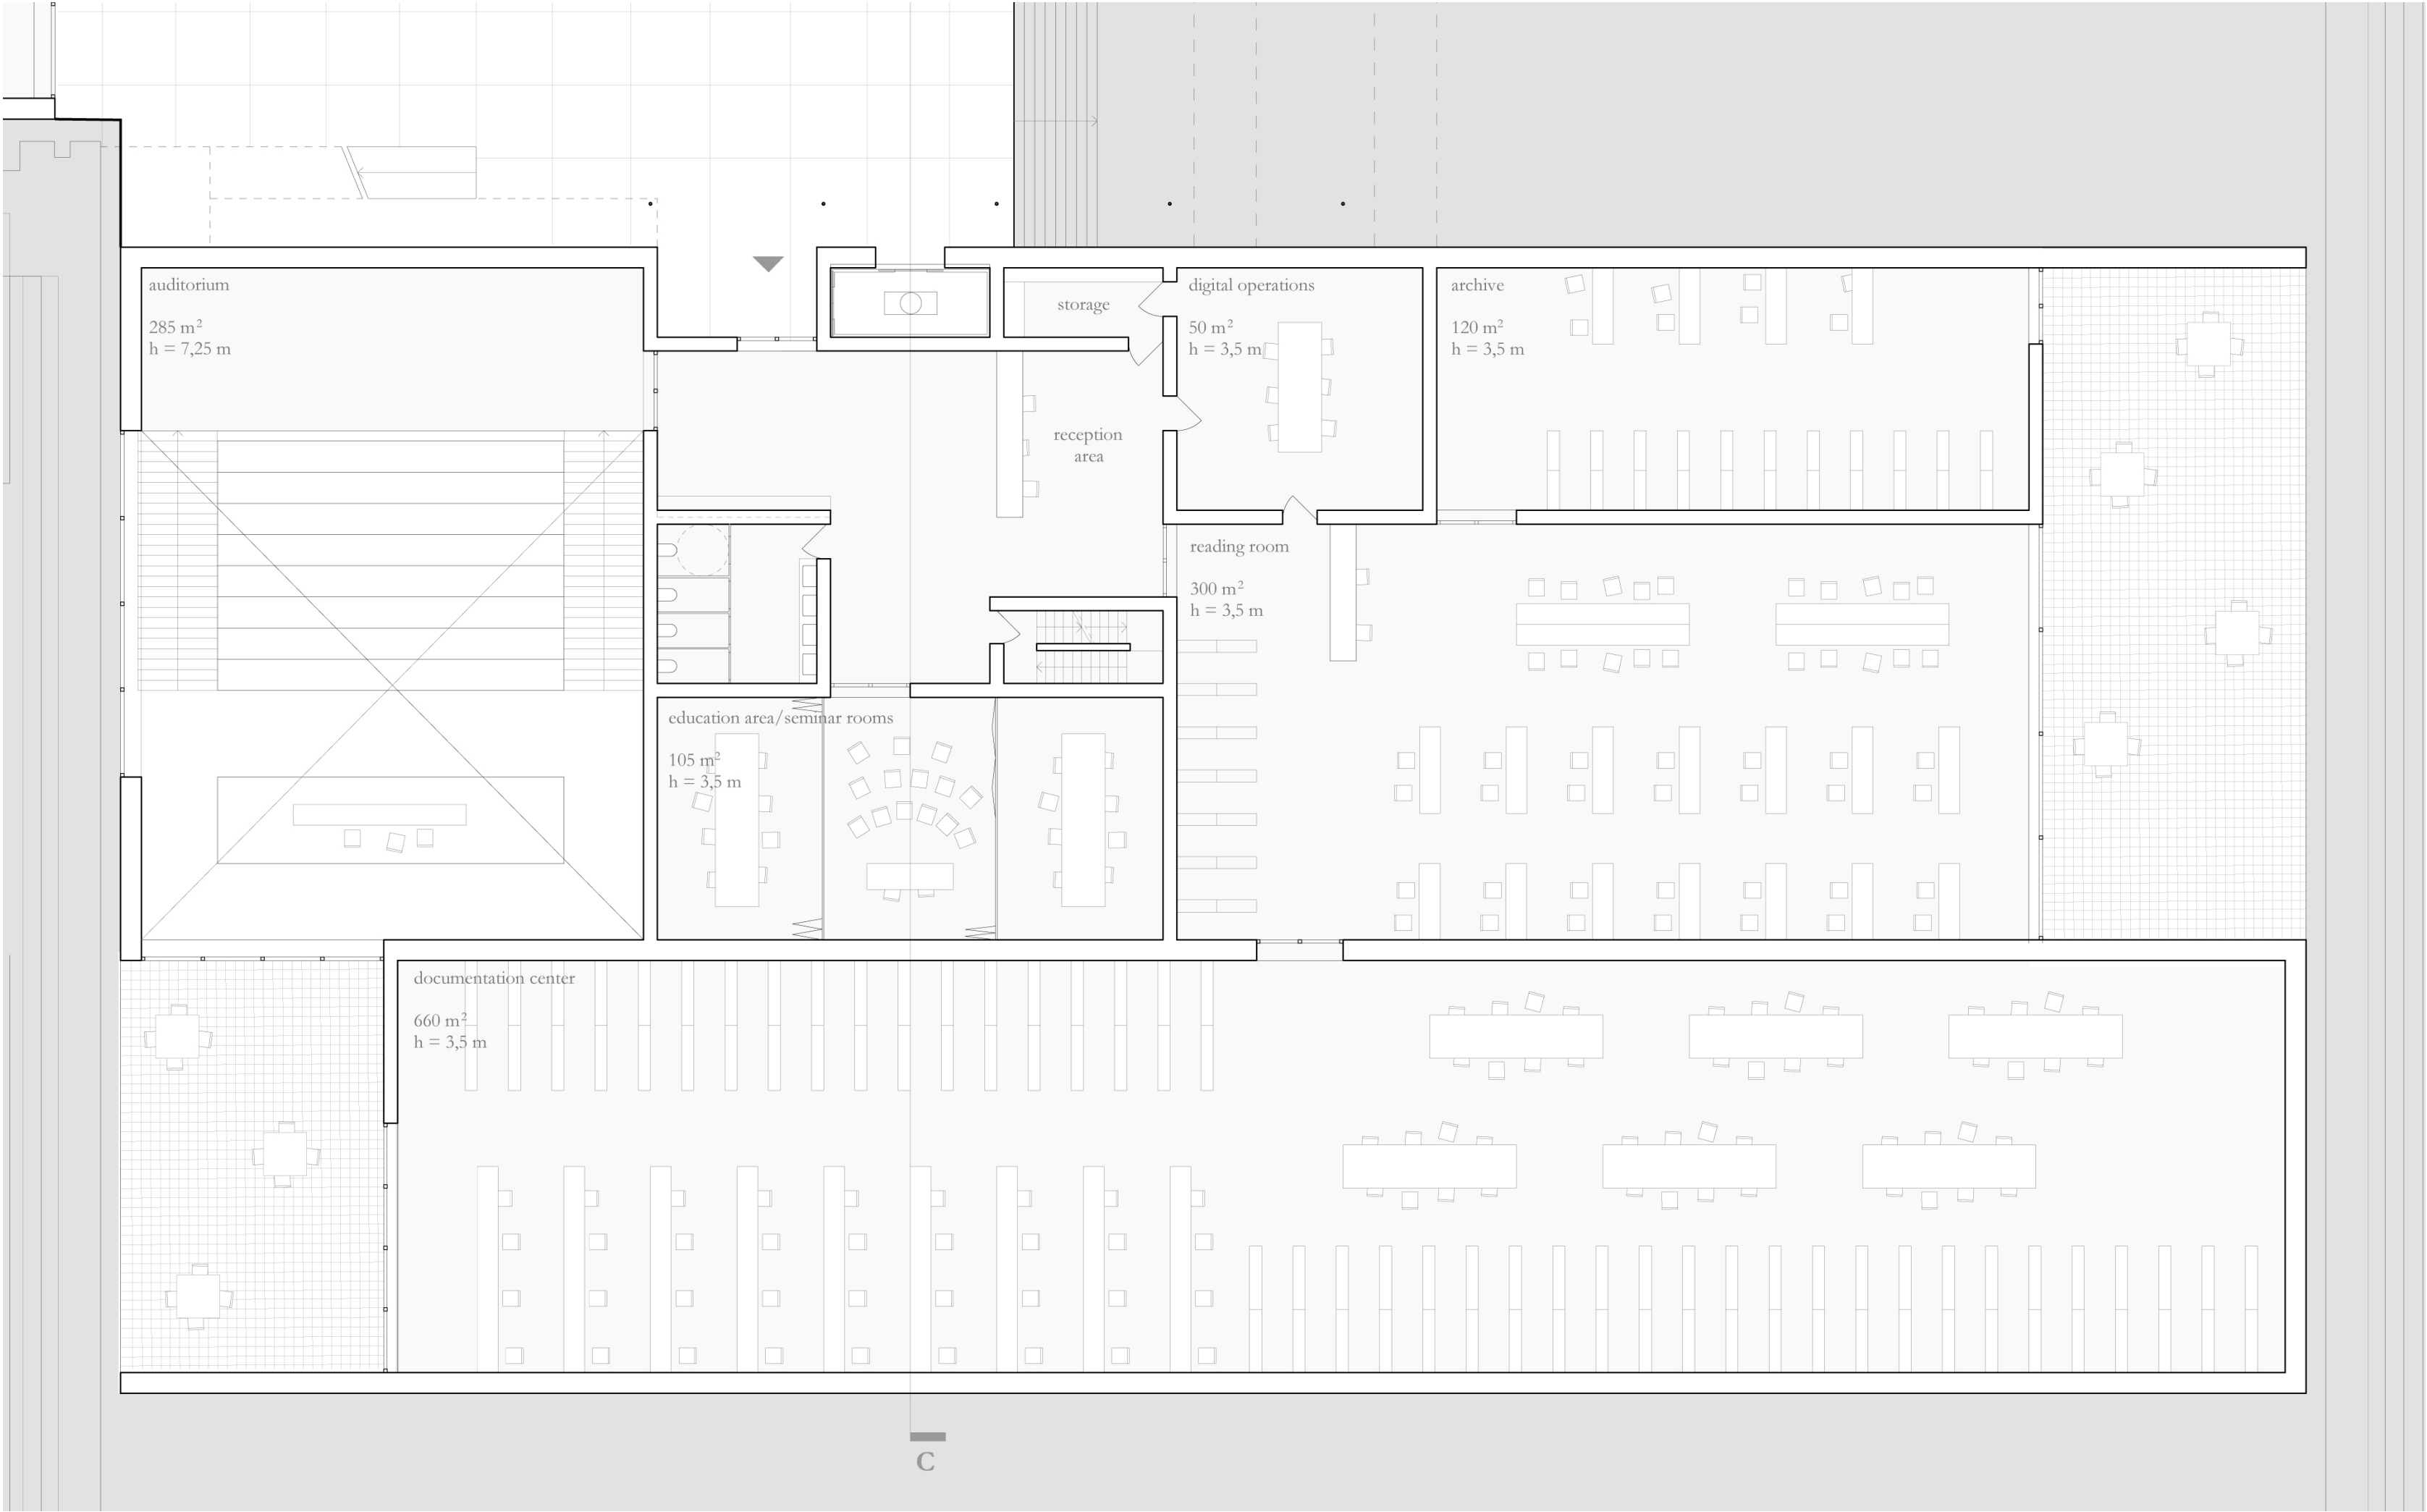 auditorium
285 m²
h = 7,25 m
storage
digital operations
50 m²
h = 3,5 m
archive
120 m²
h = 3,5 m
reception
area
reading room
300 m²
h = 3,5 m
education area/seminar rooms
105 m²
h = 3,5 m
documentation center
660 m²
h = 3,5 m
C